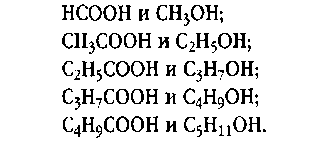 HCOOH и CH₃OH;
CH₃COOH и C₂H₅OH;
C₂H₅COOH и C₃H₇OH;
C₃H₇COOH и C₄H₉OH;
C₄H₉COOH и C₅H₁₁OH.